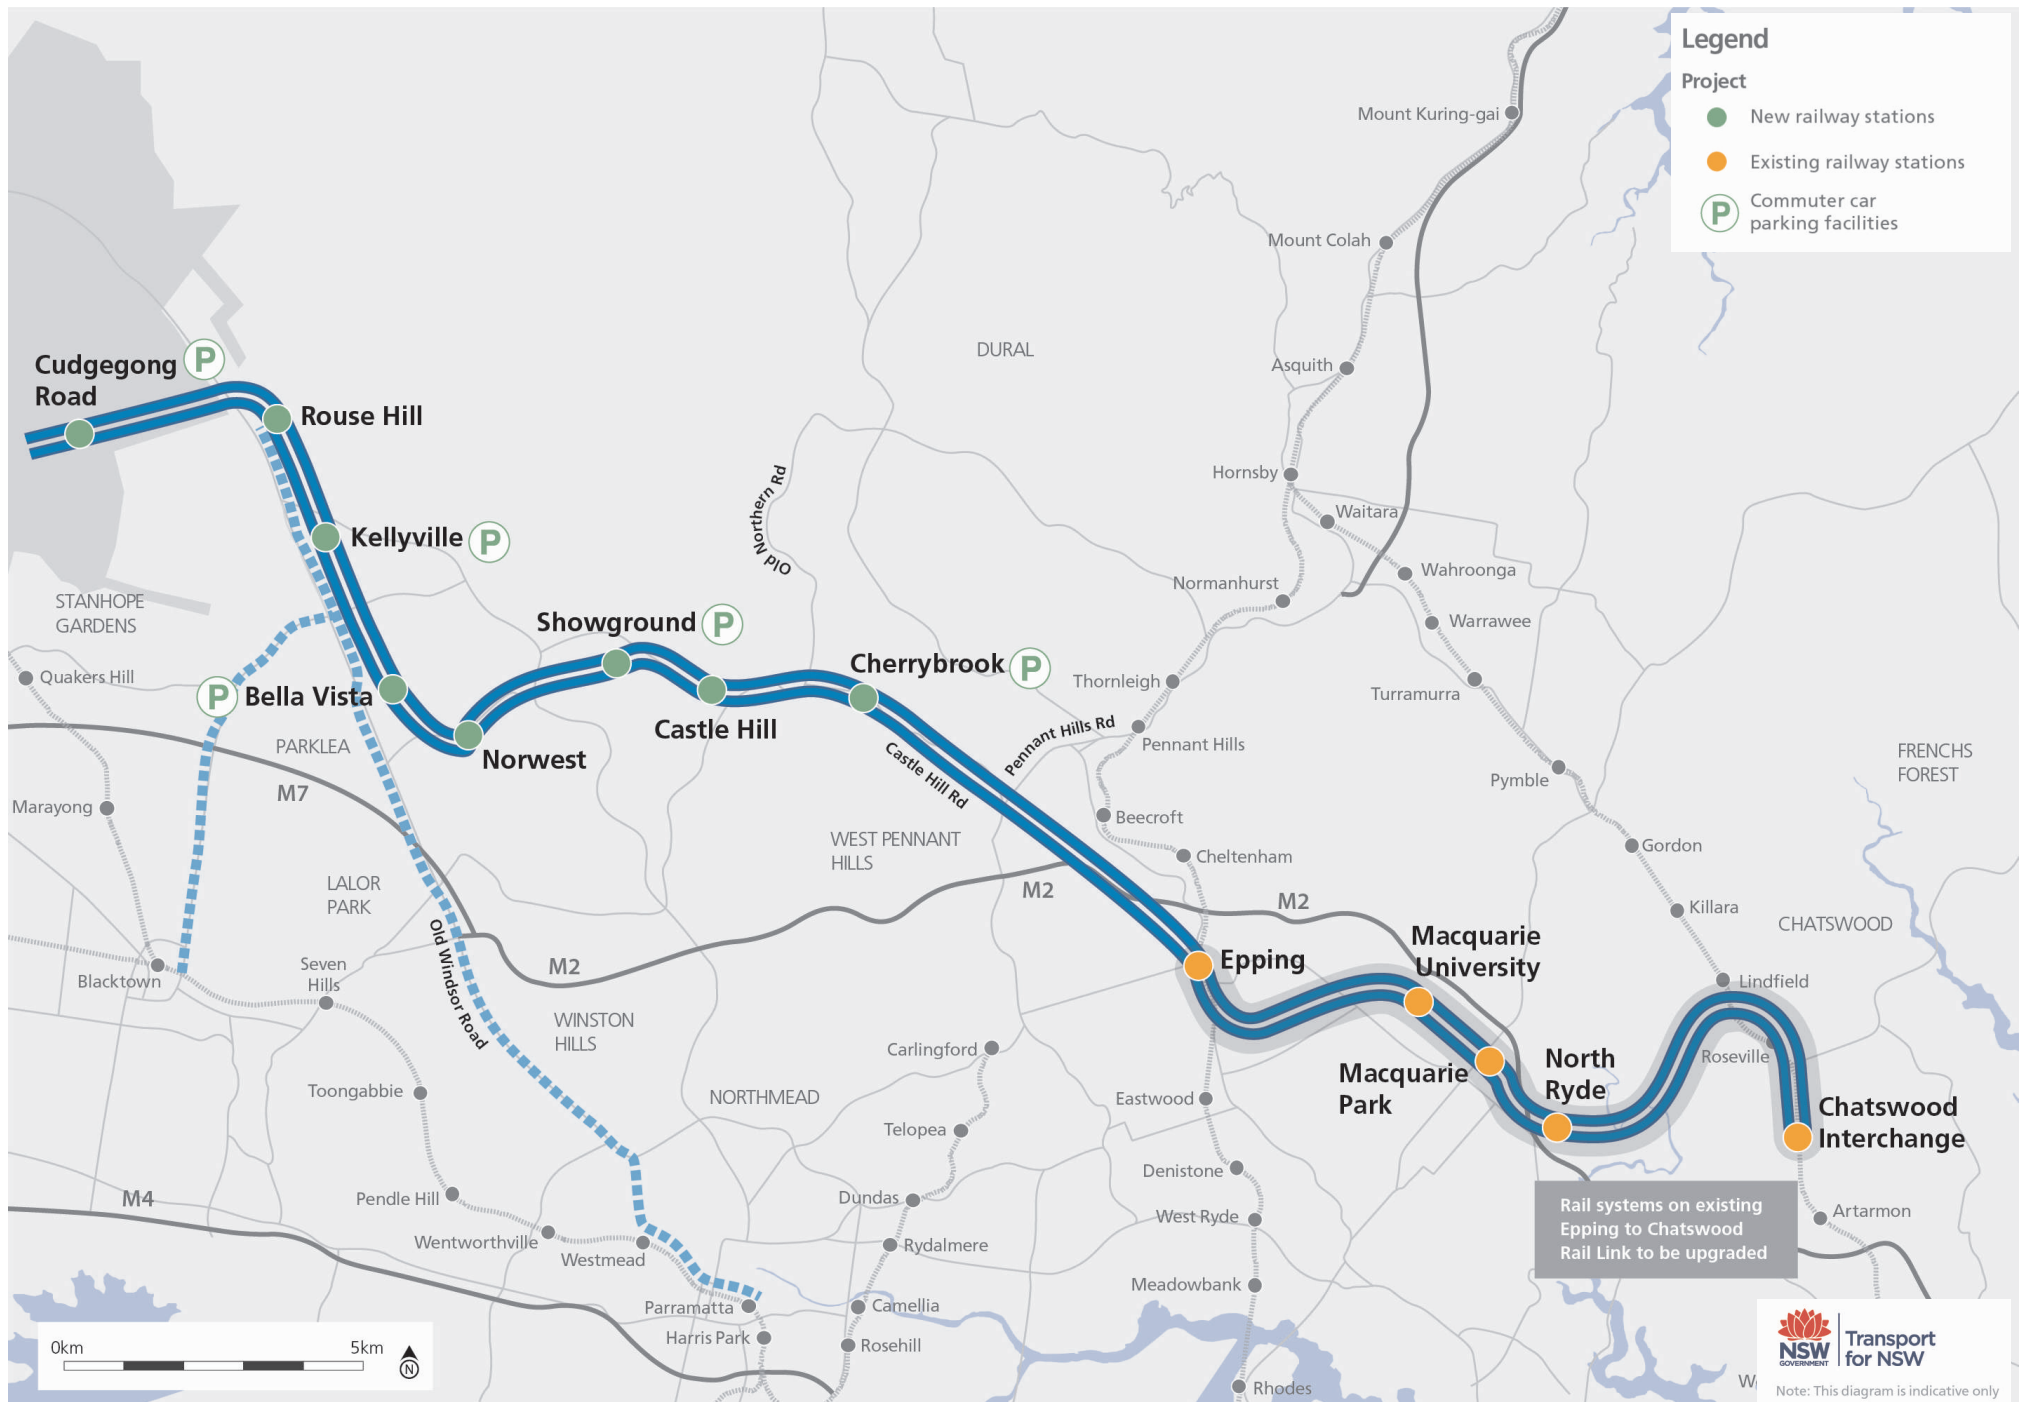 Legend
Project
New railway stations
Existing railway stations
P
Commuter car
parking facilities
Mount Kuring-gai
Mount Colah
DURAL
Asquith
Cudgegong
Road
P
Rouse Hill
Hornsby
Old Northern Rd
Waitara
Kellyville
P
Wahroonga
Normanhurst
STANHOPE
GARDENS
Showground
P
Warrawee
Cherrybrook
P
Quakers Hill
Thornleigh
Turramurra
P
Bella Vista
Castle Hill
Pennant Hills Rd
Pennant Hills
PARKLEA
Norwest
Castle Hill Rd
FRENCHS
FOREST
Pymble
M7
Marayong
Beecroft
WEST PENNANT
HILLS
Gordon
Cheltenham
LALOR
PARK
M2
M2
Killara
CHATSWOOD
Old Windsor Road
Macquarie
University
Epping
M2
Seven
Hills
Blacktown
Lindfield
WINSTON
HILLS
Carlingford
Roseville
North
Ryde
Macquarie
Park
Toongabbie
NORTHMEAD
Eastwood
Chatswood
Interchange
Telopea
Denistone
M4
Pendle Hill
Dundas
West Ryde
Rail systems on existing
Epping to Chatswood
Rail Link to be upgraded
Artarmon
Wentworthville
Westmead
Rydalmere
Meadowbank
Parramatta
Camellia
Harris Park
Rosehill
Rhodes
0km
5km
N
NSW
GOVERNMENT
Transport
for NSW
Note: This diagram is indicative only